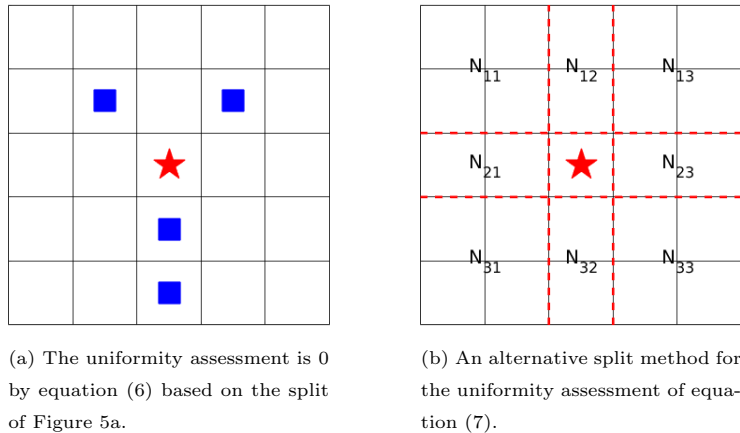 N11 N12 N13
N21 N23
N31 N32 N33
(a) The uniformity assessment is 0
by equation (6) based on the split
of Figure 5a.
(b) An alternative split method for
the uniformity assessment of equa-
tion (7).